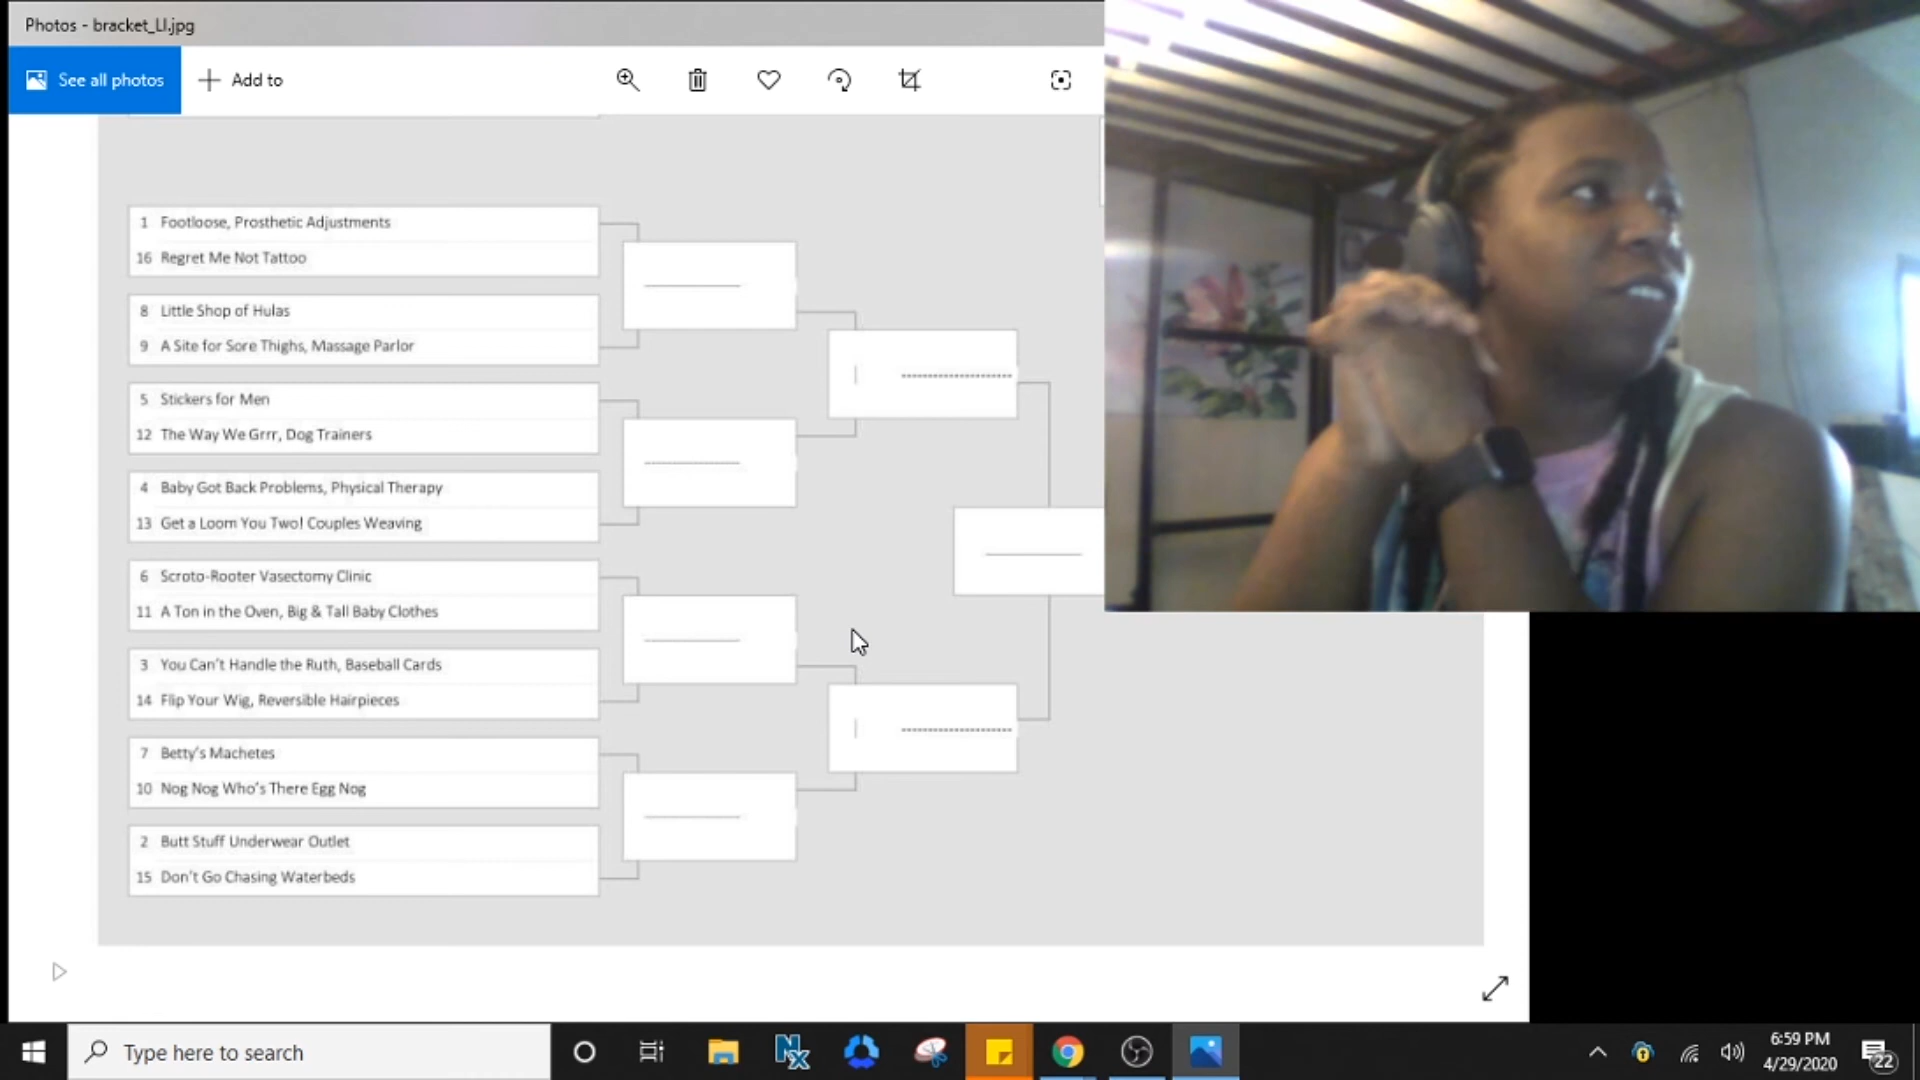 Photos - bracket_LI.jpg
See all photos
Add to
1 Footloose, Prosthetic Adjustments
16 Regret Me Not Tattoo
8 Little Shop of Hulas
9 A Site for Sore Thighs, Massage Parlor
5 Stickers for Men
12 The Way We Grrr, Dog Trainers
4 Baby Got Back Problems, Physical Therapy
13 Get a Loom You Two! Couples Weaving
6 Scroto-Rooter Vasectomy Clinic
11 A Ton in the Oven, Big & Tall Baby Clothes
3 You Can't Handle the Ruth, Baseball Cards
14 Flip Your Wig, Reversible Hairpieces
7 Betty's Machetes
10 Nog Nog Who's There Egg Nog
2 Butt Stuff Underwear Outlet
15 Don't Go Chasing Waterbeds
Type here to search
Nx
6:59 PM
4/29/2020
22